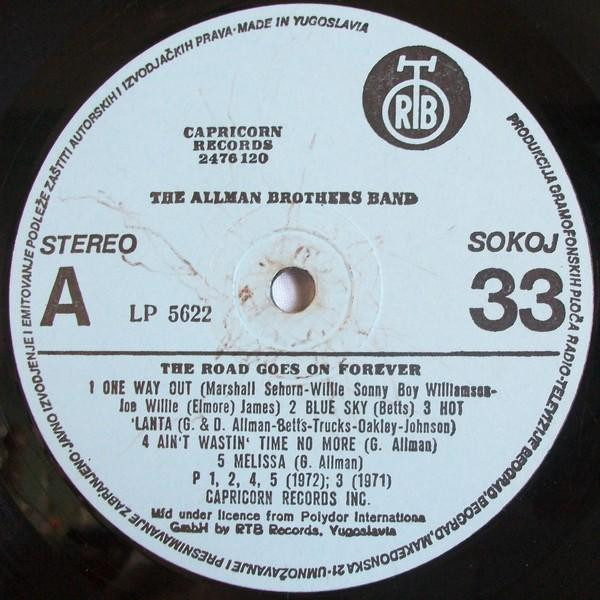 PRODUKCIJA GRAMOFONSKIH PLOČA RADIO-TELEVIZIJE BEOGRAD, BEOGRAD, MAKEDONSKA 21·UMNOŽAVANJE I PRESNIMAVANJE ZABRANJENO·JAVNO IZVODJENJE I EMITOVANJE PODLEŽE ZAŠTITI AUTORSKIH I IZVODJAČKIH PRAVA·MADE IN YUGOSLAVIA
RTB
CAPRICORN
RECORDS
2476120
THE ALLMAN BROTHERS BAND
STEREO
SOKOJ
A
LP 5622
33
THE ROAD GOES ON FOREVER
1 ONE WAY OUT (Marshall Sehorn-Willie Sonny Boy Williamson-
Joe Willie (Elmore) James) 2 BLUE SKY (Betts) 3 HOT
'LANTA (G. & D. Allman-Betts-Trucks-Oakley-Johnson)
4 AIN'T WASTIN' TIME NO MORE (G. Allman)
5 MELISSA (G. Allman)
P 1, 2, 4, 5 (1972); 3 (1971)
CAPRICORN RECORDS INC.
Mfd under licence from Polydor Internationa
GmbH by RTB Records, Yugoslavia